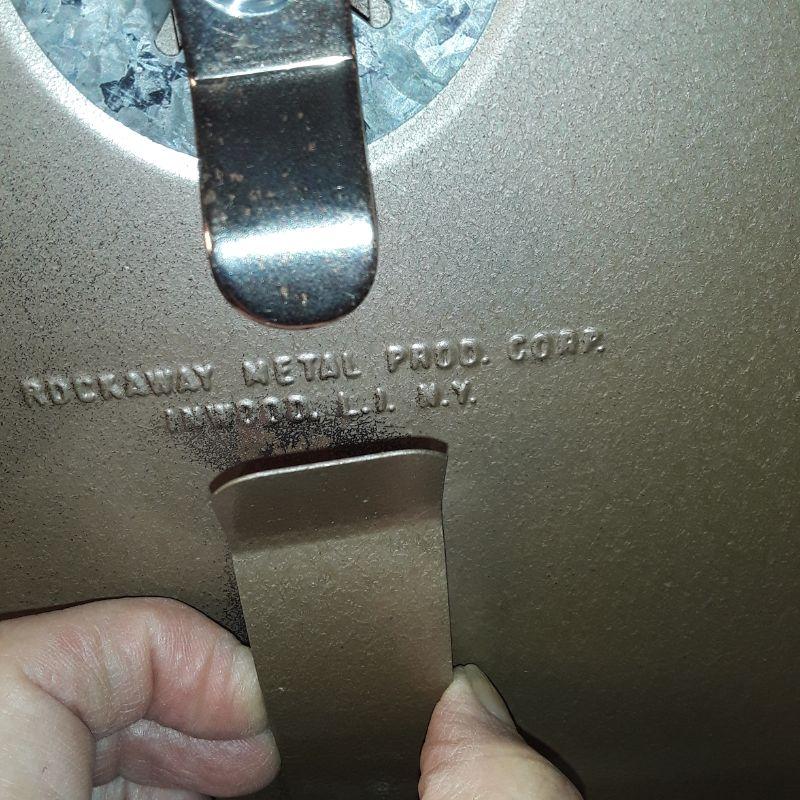 ROCKAWAY METAL PROD. CORP.
INWOOD, L.I. N.Y.